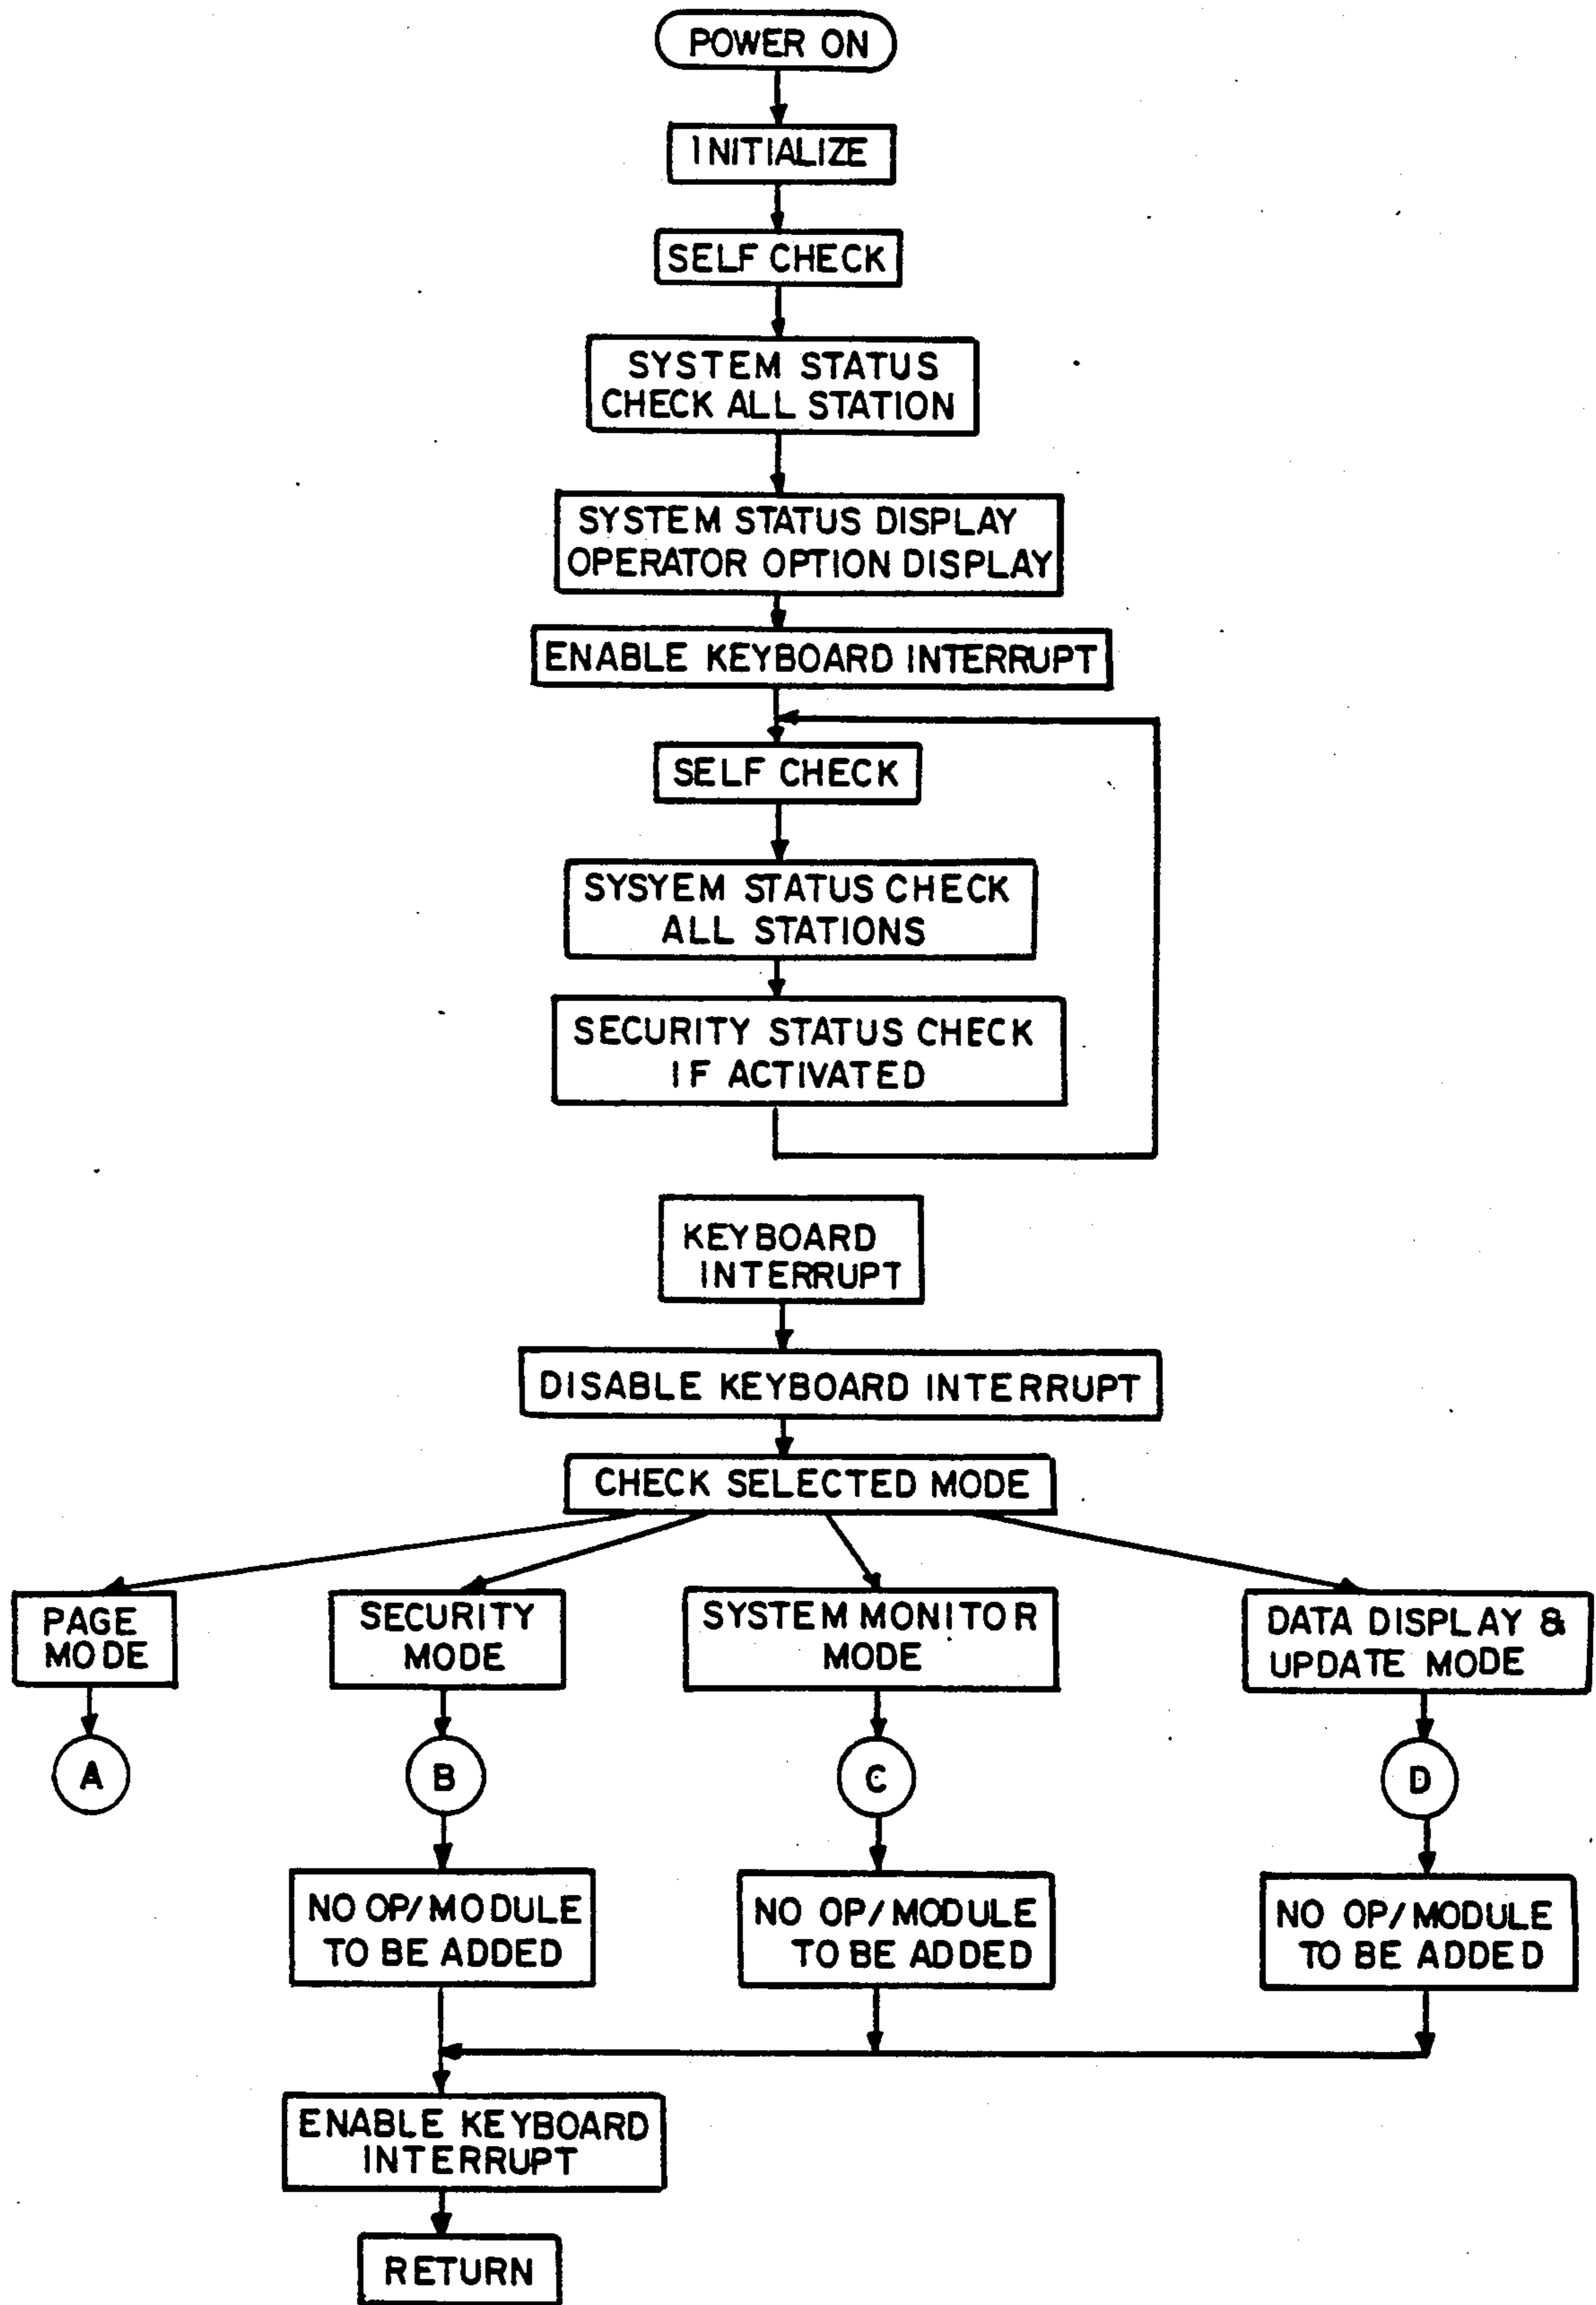 POWER ON
INITIALIZE
SELF CHECK
SYSTEM STATUS
CHECK ALL STATION
SYSTEM STATUS DISPLAY
OPERATOR OPTION DISPLAY
ENABLE KEYBOARD INTERRUPT
SELF CHECK
SYSYEM STATUS CHECK
ALL STATIONS
SECURITY STATUS CHECK
IF ACTIVATED
KEYBOARD
INTERRUPT
DISABLE KEYBOARD INTERRUPT
CHECK SELECTED MODE
PAGE
MODE
SECURITY
MODE
SYSTEM MONITOR
MODE
DATA DISPLAY &
UPDATE MODE
A
B
C
D
NO OP/MODULE
TO BE ADDED
NO OP/MODULE
TO BE ADDED
NO OP/MODULE
TO BE ADDED
ENABLE KEYBOARD
INTERRUPT
RETURN